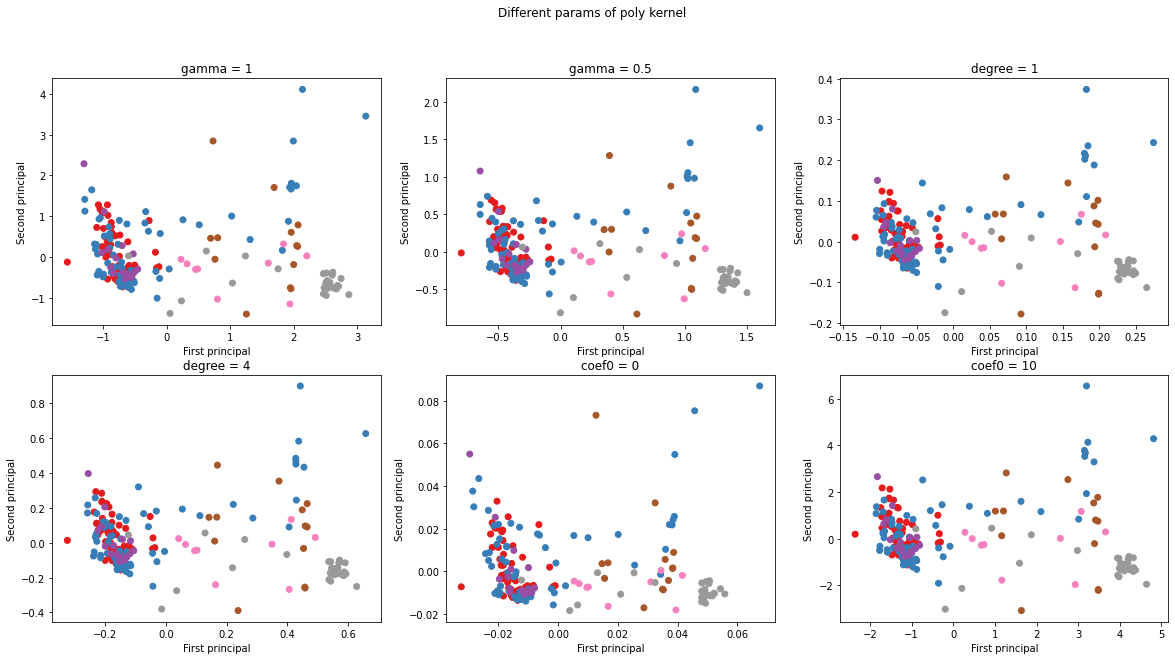 Different params of poly kernel
gamma = 1
gamma = 0.5
degree = 1
Second principal
4
3
2
1
0
−1
Second principal
2.0
1.5
1.0
0.5
0.0
−0.5
Second principal
0.4
0.3
0.2
0.1
0.0
−0.1
−0.2
−1 0 1 2 3
−0.5 0.0 0.5 1.0 1.5
−0.15 −0.10 −0.05 0.00 0.05 0.10 0.15 0.20 0.25
First principal
First principal
First principal
degree = 4
coef0 = 0
coef0 = 10
Second principal
0.8
0.6
0.4
0.2
0.0
−0.2
−0.4
Second principal
0.08
0.06
0.04
0.02
0.00
−0.02
Second principal
6
4
2
0
−2
−0.2 0.0 0.2 0.4 0.6
−0.02 0.00 0.02 0.04 0.06
−2 −1 0 1 2 3 4 5
First principal
First principal
First principal